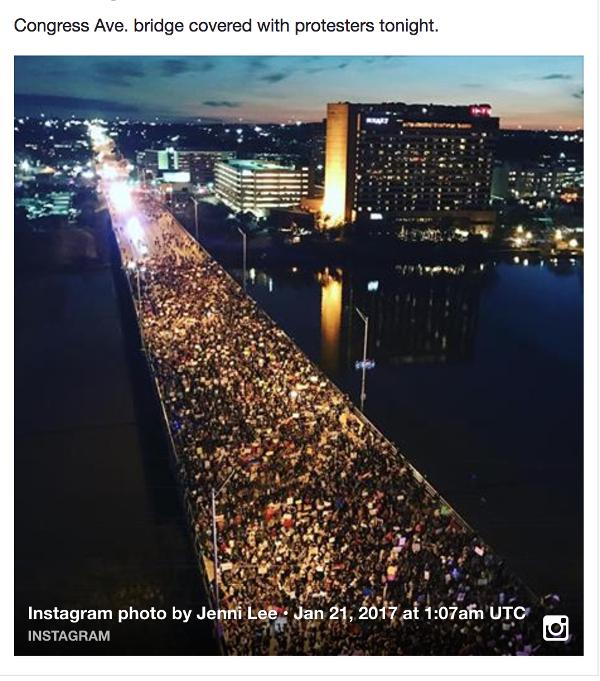 Congress Ave. bridge covered with protesters tonight.
HYATT
Instagram photo by Jenni Lee • Jan 21, 2017 at 1:07am UTC
INSTAGRAM